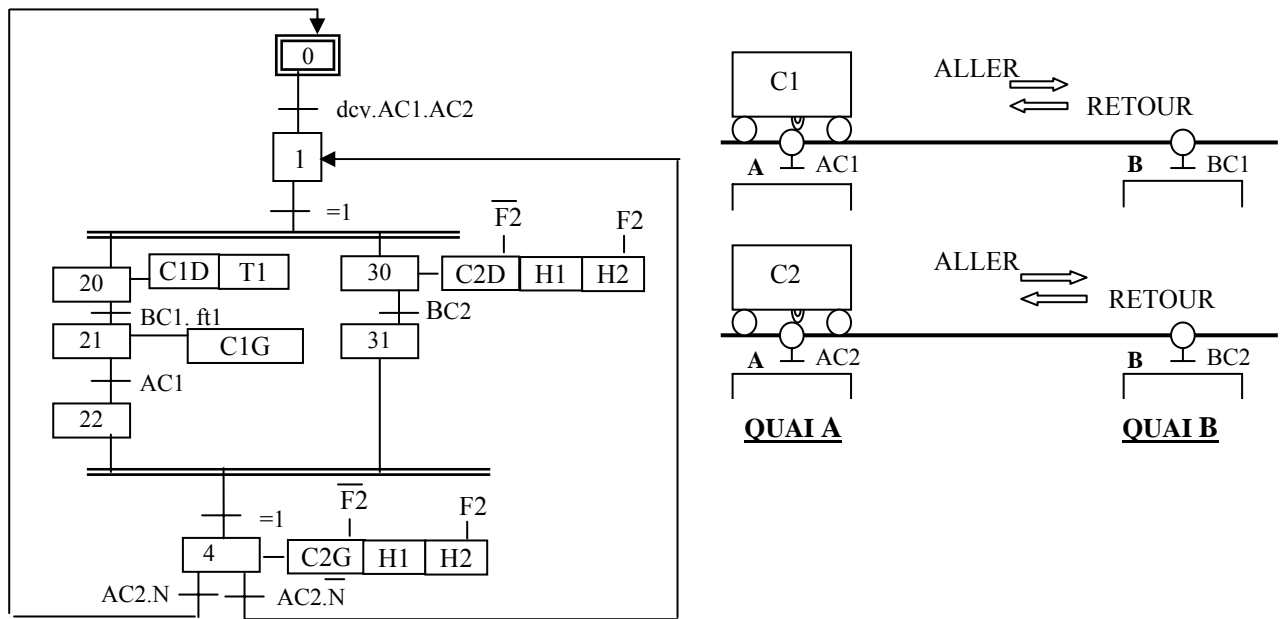 0
dcv.AC1.AC2
1
=1
20
C1D T1
BC1. ft1
21
C1G
AC1
22
F̅2̅
F2
30
C2D H1 H2
BC2
31
=1
F̅2
F2
4
C2G H1 H2
AC2.N
AC2.N̅
C1
ALLER
RETOUR
A AC1
B BC1
C2
ALLER
RETOUR
A AC2
B BC2
QUAI A
QUAI B